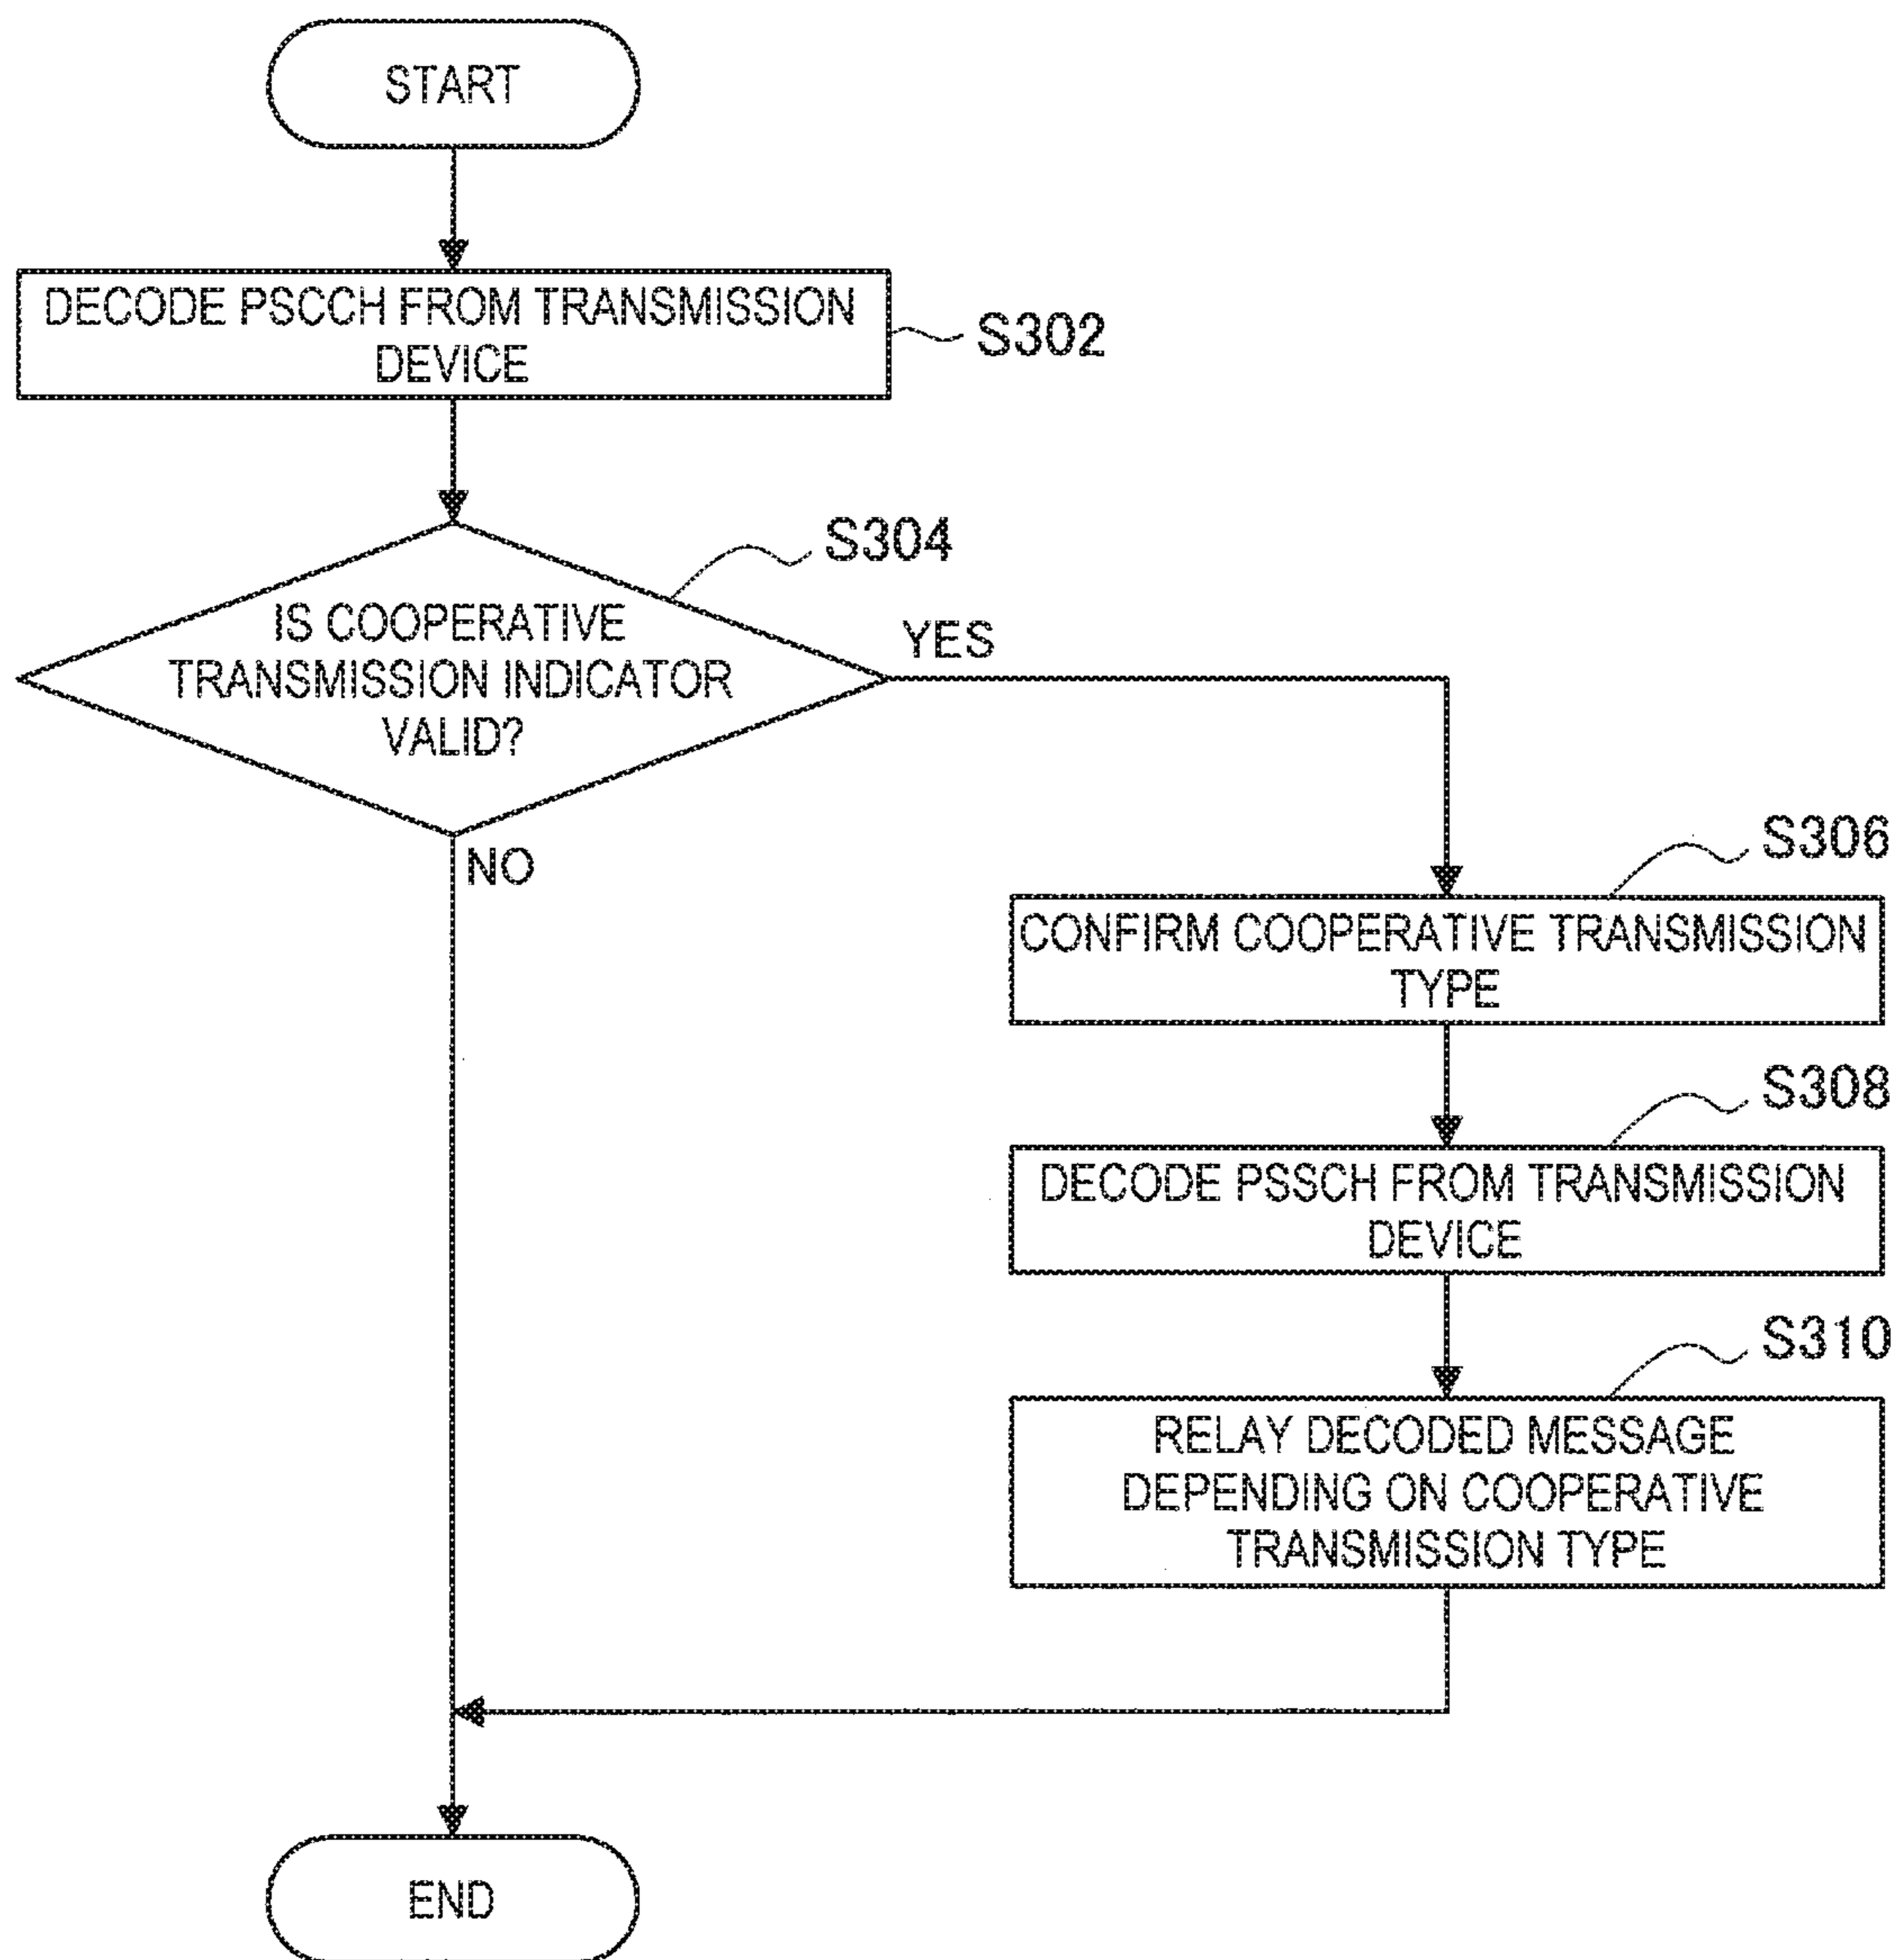 START
DECODE PSCCH FROM TRANSMISSION
DEVICE
S302
S304
IS COOPERATIVE
TRANSMISSION INDICATOR
VALID?
YES
NO
S306
CONFIRM COOPERATIVE TRANSMISSION
TYPE
S308
DECODE PSSCH FROM TRANSMISSION
DEVICE
S310
RELAY DECODED MESSAGE
DEPENDING ON COOPERATIVE
TRANSMISSION TYPE
END